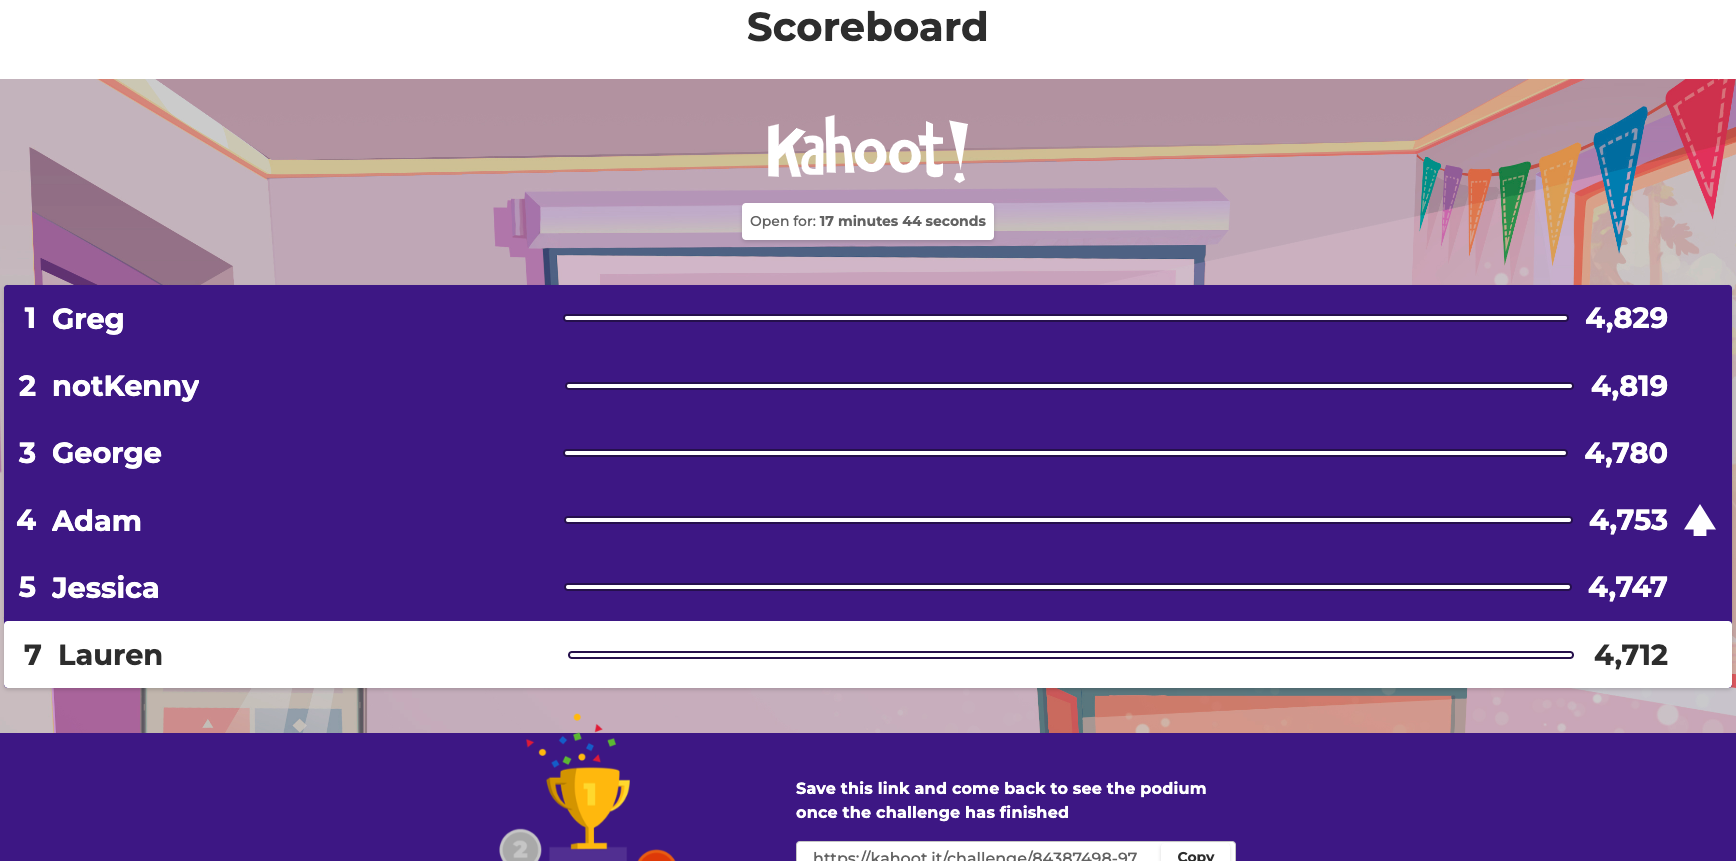 Scoreboard
Kahoot!
Open for: 17 minutes 44 seconds
1 Greg 4,829
2 notKenny 4,819
3 George 4,780
4 Adam 4,753
5 Jessica 4,747
7 Lauren 4,712
1
Save this link and come back to see the podium
once the challenge has finished
2
https://kahoot.it/challenge/84387498-97 Copy